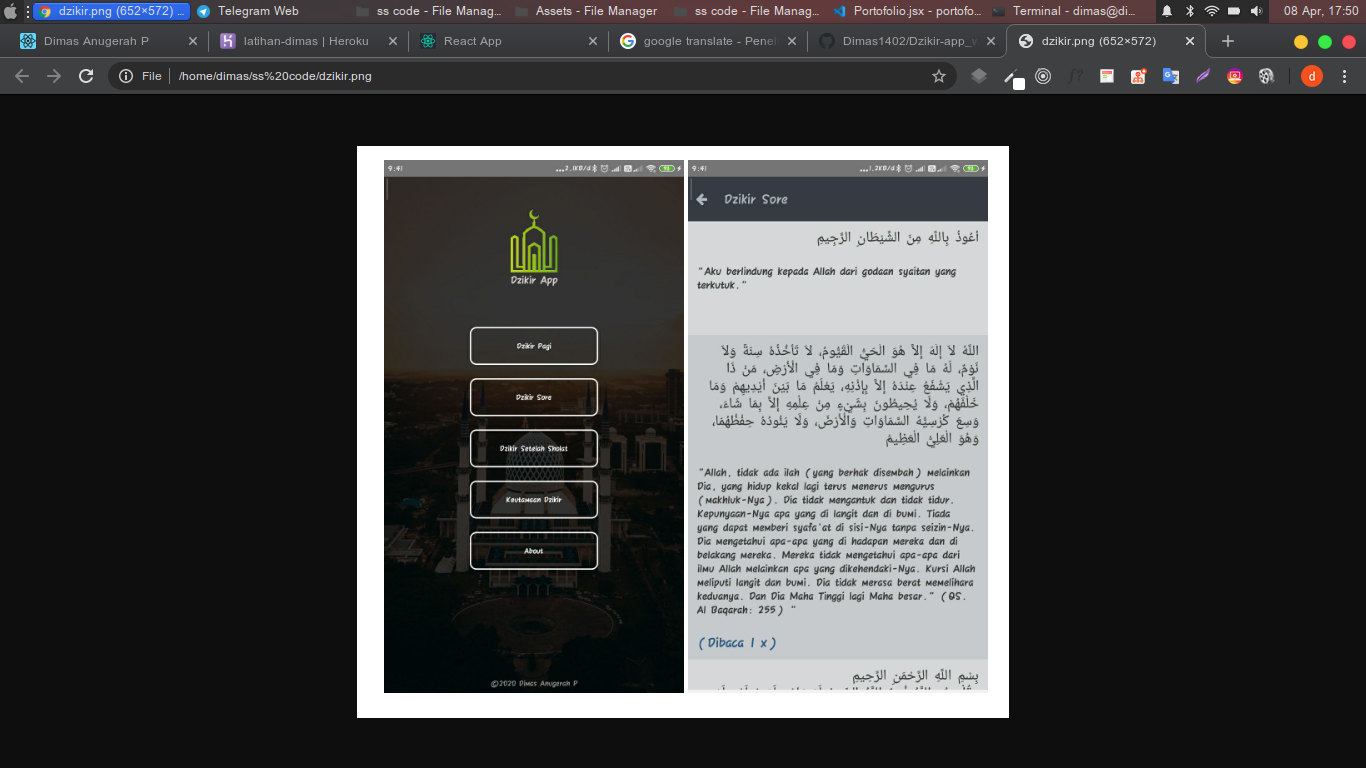 dzikir.png (652×572) ...
Telegram Web
ss code - File Manag...
Assets - File Manager
ss code - File Manag...
Portofolio.jsx - portofo...
Terminal - dimas@di...
08 Apr, 17:50
Dimas Anugerah P
latihan-dimas | Heroku
React App
google translate - Penel
Dimas1402/Dzikir-app_w
dzikir.png (652×572)
File
/home/dimas/ss%20code/dzikir.png
d
9:41
...2,1KB/d
Dzikir App
Dzikir Pagi
Dzikir Sore
Dzikir Setelah Sholat
Keutamaan Dzikir
About
©2020 Dimas Anugerah P
9:41
...1,2KB/d
Dzikir Sore
أَعُوذُ بِاللَّهِ مِنَ الشَّيْطَانِ الرَّجِيمِ
"Aku berlindung kepada Allah dari godaan syaitan yang
terkutuk."
اللَّهُ لاَ إِلَهَ إِلاَّ هُوَ الْحَيُّ الْقَيُّومُ، لاَ تَأْخُذُهُ سِنَةٌ وَلاَ
نَوْمٌ، لَهُ مَا فِي السَّمَاوَاتِ وَمَا فِي الْأَرْضِ، مَنْ ذَا
الَّذِي يَشْفَعُ عِنْدَهُ إِلاَّ بِإِذْنِهِ، يَعْلَمُ مَا بَيْنَ أَيْدِيهِمْ وَمَا
خَلْفَهُمْ، وَلَا يُحِيطُونَ بِشَيْءٍ مِنْ عِلْمِهِ إِلاَّ بِمَا شَاءَ،
وَسِعَ كُرْسِيُّهُ السَّمَاوَاتِ وَالْأَرْضَ، وَلَا يَئُودُهُ حِفْظُهُمَا،
وَهُوَ الْعَلِيُّ الْعَظِيمُ
"Allah, tidak ada ilah (yang berhak disembah) melainkan
Dia, yang hidup kekal lagi terus menerus mengurus
(makhluk-Nya). Dia tidak mengantuk dan tidak tidur.
Kepunyaan-Nya apa yang di langit dan di bumi. Tiada
yang dapat memberi syafa'at di sisi-Nya tanpa seizin-Nya.
Dia mengetahui apa-apa yang di hadapan mereka dan di
belakang mereka. Mereka tidak mengetahui apa-apa dari
ilmu Allah melainkan apa yang dikehendaki-Nya. Kursi Allah
meliputi langit dan bumi. Dia tidak merasa berat memelihara
keduanya. Dan Dia Maha Tinggi lagi Maha besar." (QS.
Al Baqarah: 255) "
(Dibaca 1 x)
بِسْمِ اللَّهِ الرَّحْمَنِ الرَّحِيمِ